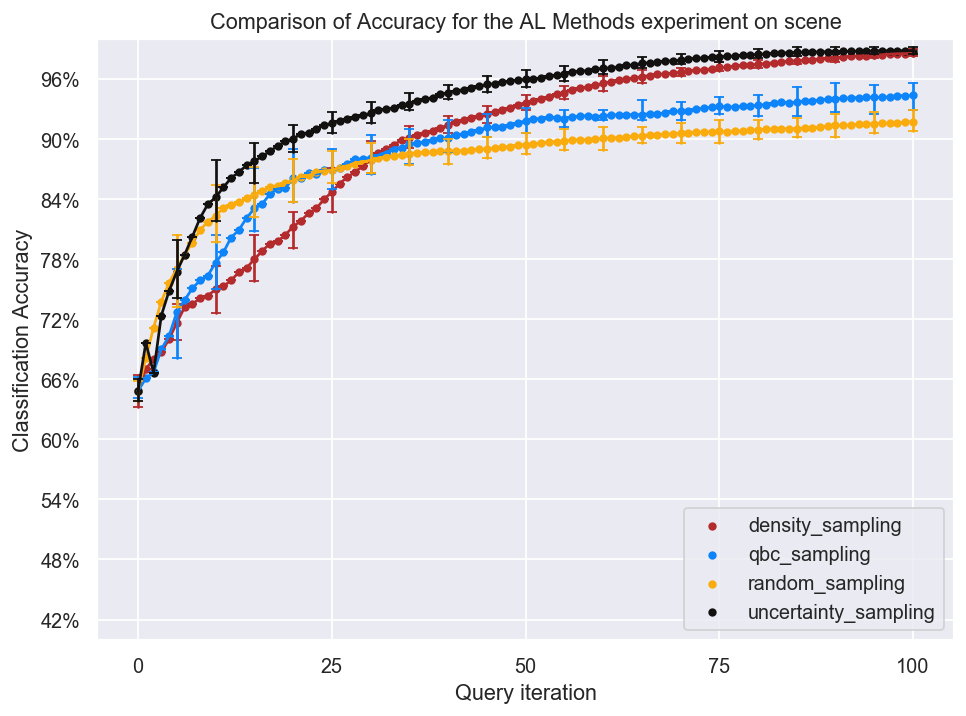 Comparison of Accuracy for the AL Methods experiment on scene
Classification Accuracy
96%
90%
84%
78%
72%
66%
60%
54%
48%
42%
density_sampling
qbc_sampling
random_sampling
uncertainty_sampling
0
25
50
75
100
Query iteration